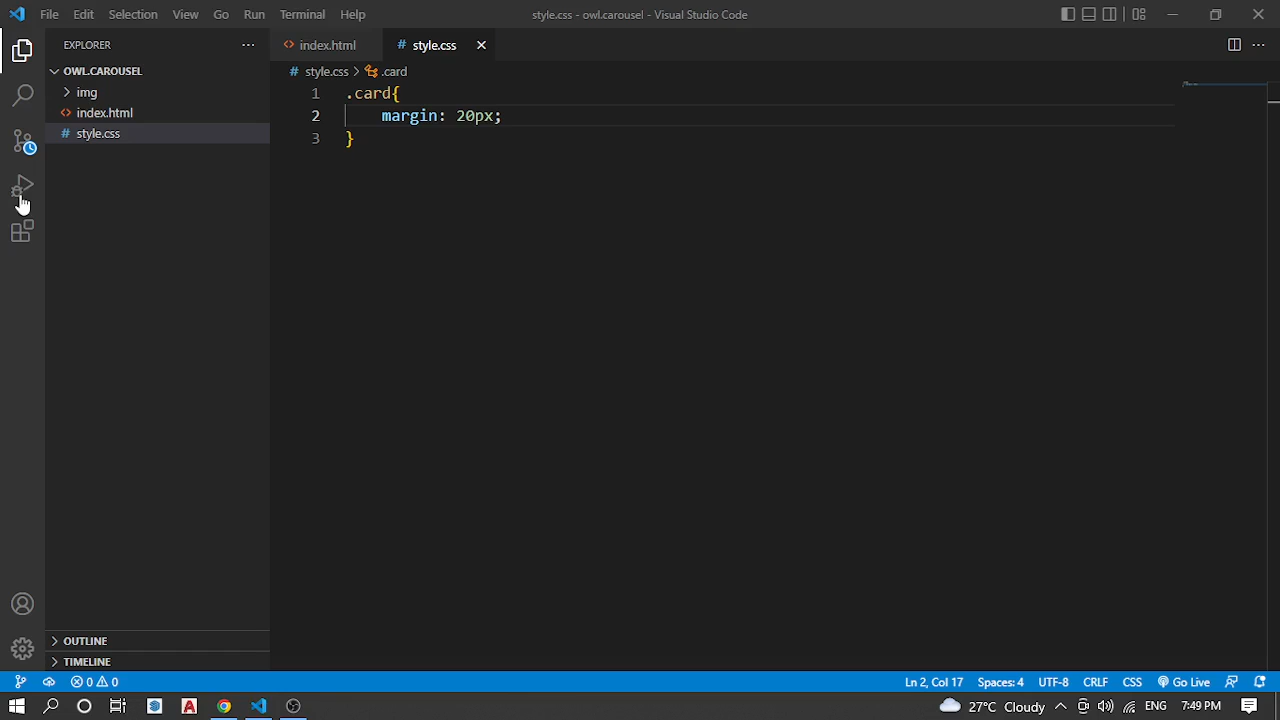 File Edit Selection View Go Run Terminal Help
style.css - owl.carousel - Visual Studio Code
EXPLORER
index.html
# style.css
OWL.CAROUSEL
# style.css > .card
img
index.html
# style.css
1 .card{
2 margin: 20px;
3 }
OUTLINE
TIMELINE
0 0
Ln 2, Col 17 Spaces: 4 UTF-8 CRLF CSS Go Live
27°C Cloudy ENG 7:49 PM